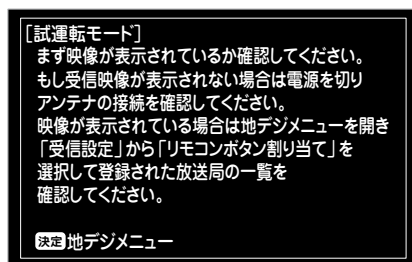 [試運転モード]
まず映像が表示されているか確認してください。
もし受信映像が表示されない場合は電源を切り
アンテナの接続を確認してください。
映像が表示されている場合は地デジメニューを開き
「受信設定」から「リモコンボタン割り当て」を
選択して登録された放送局の一覧を
確認してください。
決定 地デジメニュー